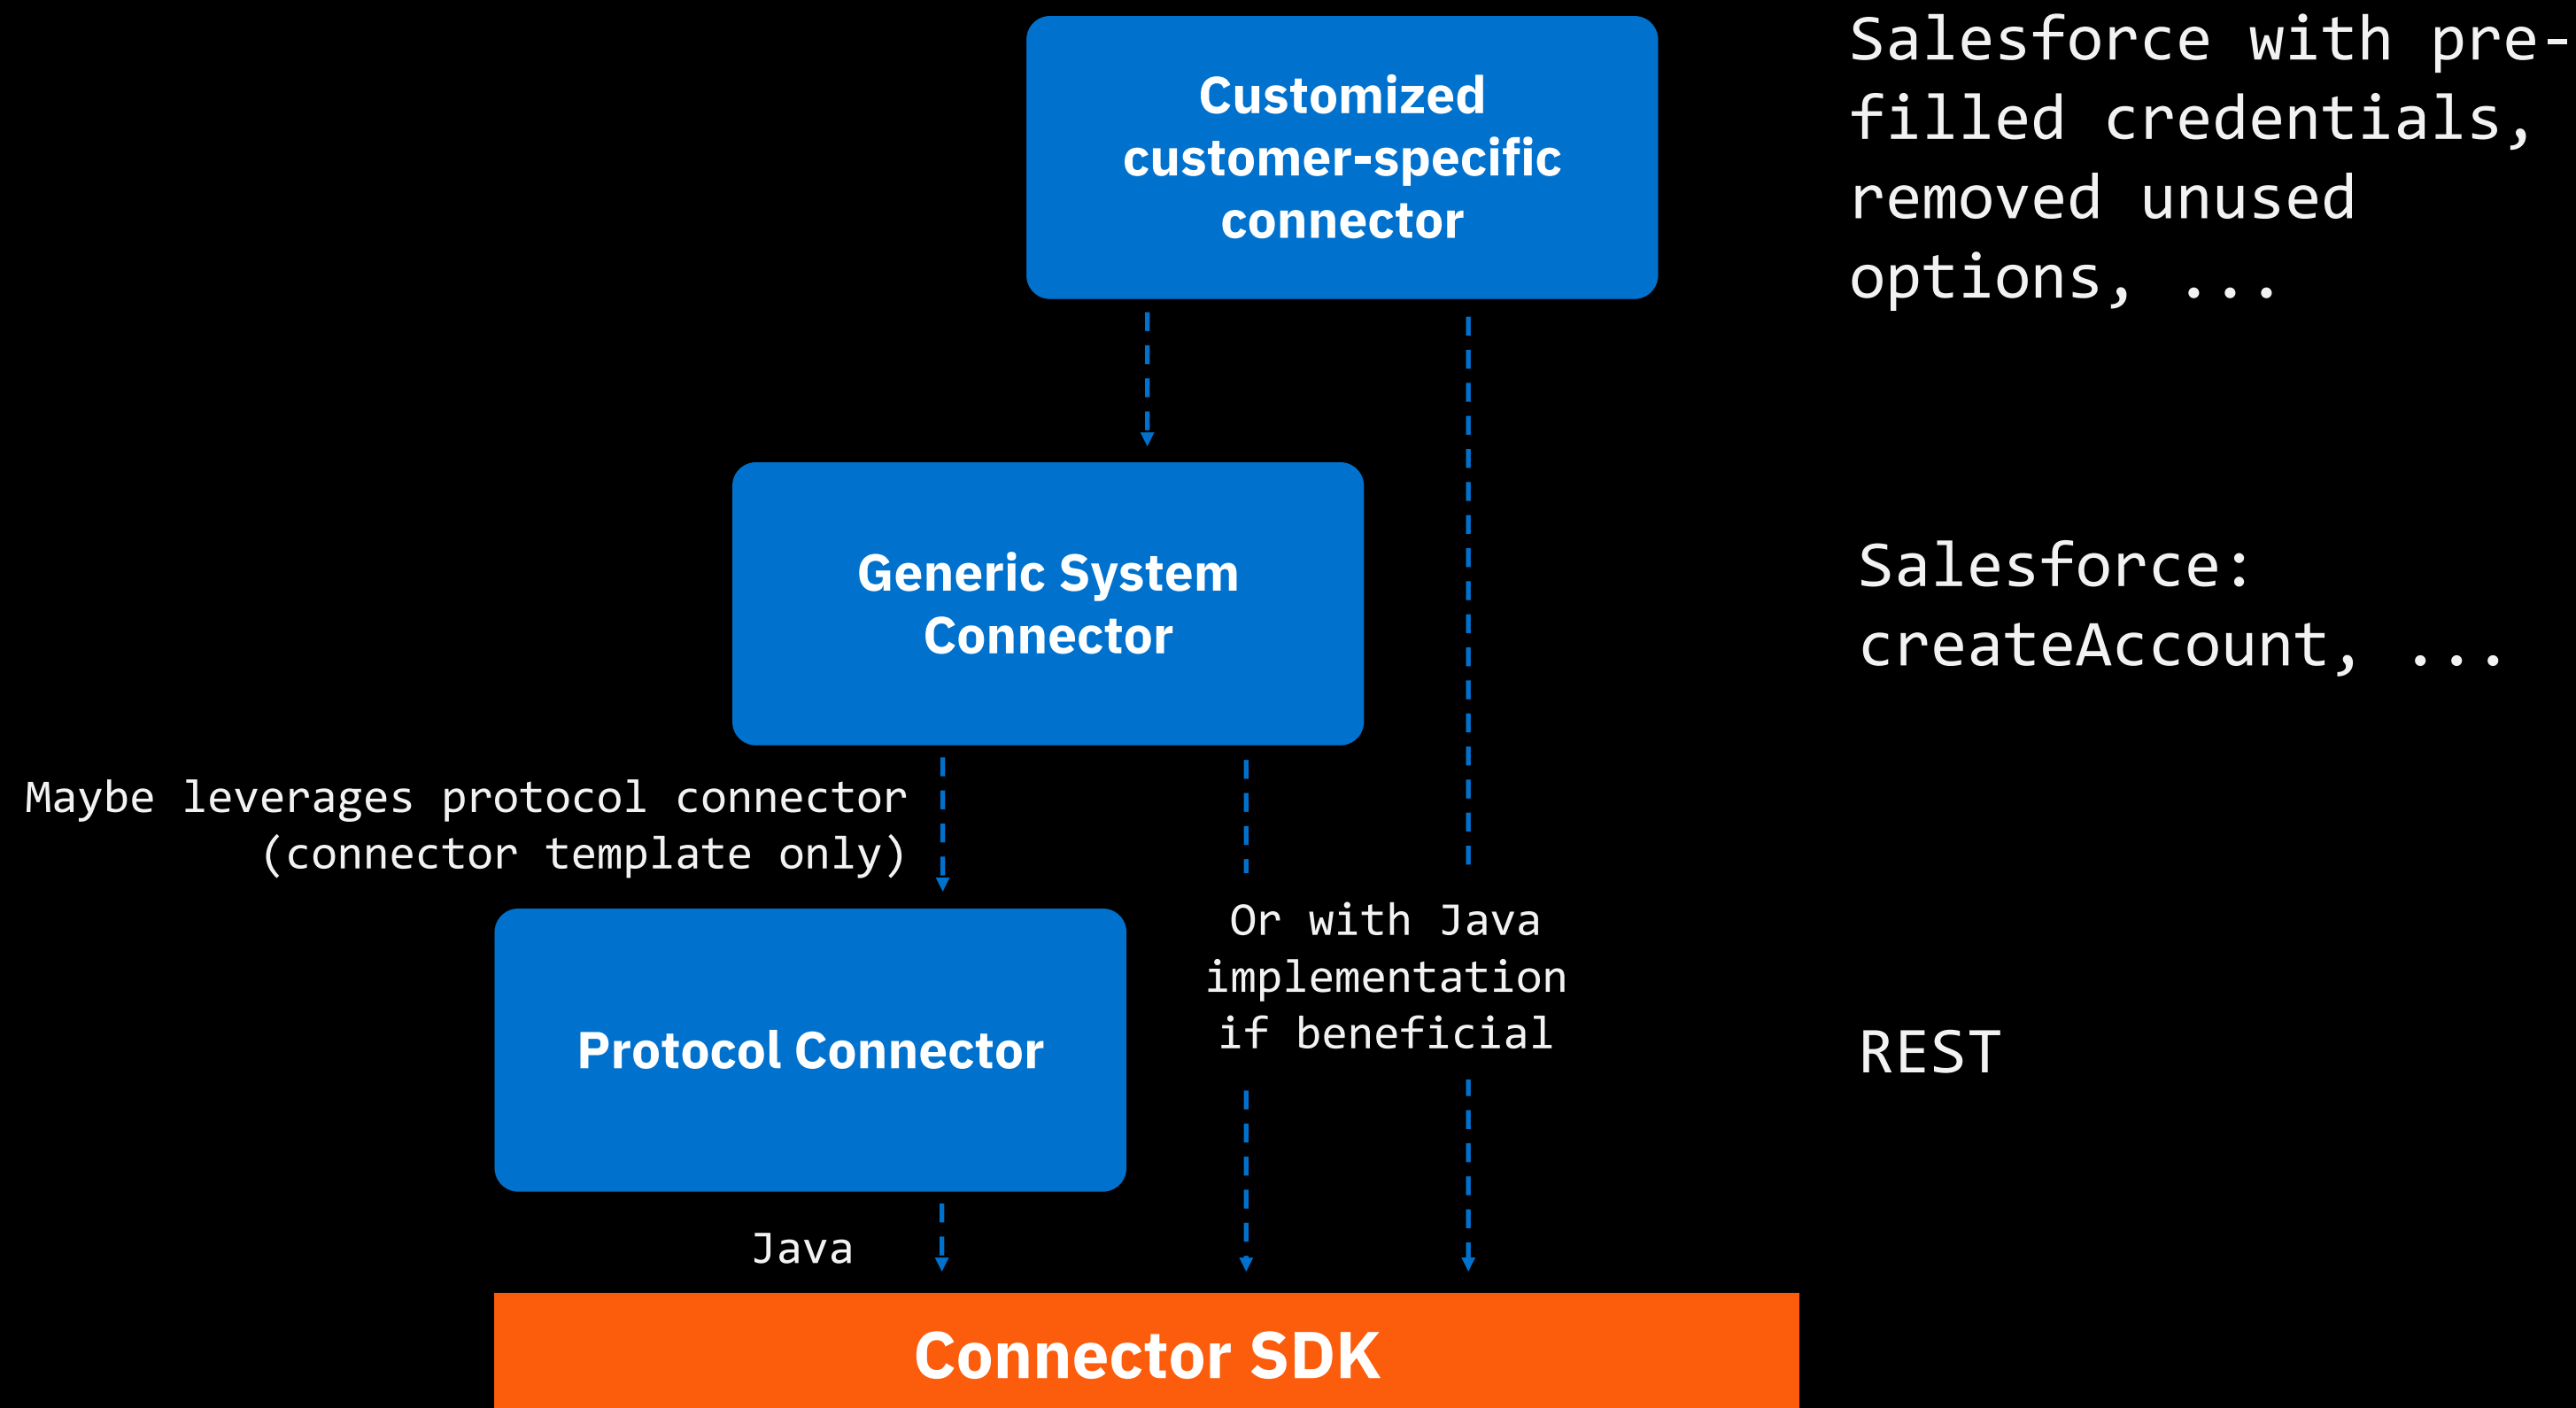 Customized
customer-specific
connector
Salesforce with pre-
filled credentials,
removed unused
options, ...
Generic System
Connector
Salesforce:
createAccount, ...
Maybe leverages protocol connector
(connector template only)
Or with Java
implementation
if beneficial
Protocol Connector
REST
Java
Connector SDK